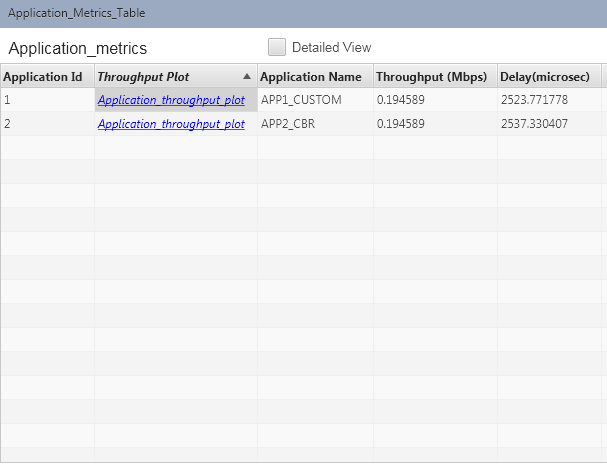 Application_Metrics_Table
Application_metrics Detailed View
Application Id Throughput Plot Application Name Throughput (Mbps) Delay(microsec)
1 Application_throughput_plot APP1_CUSTOM 0.194589 2523.771778
2 Application_throughput_plot APP2_CBR 0.194589 2537.330407